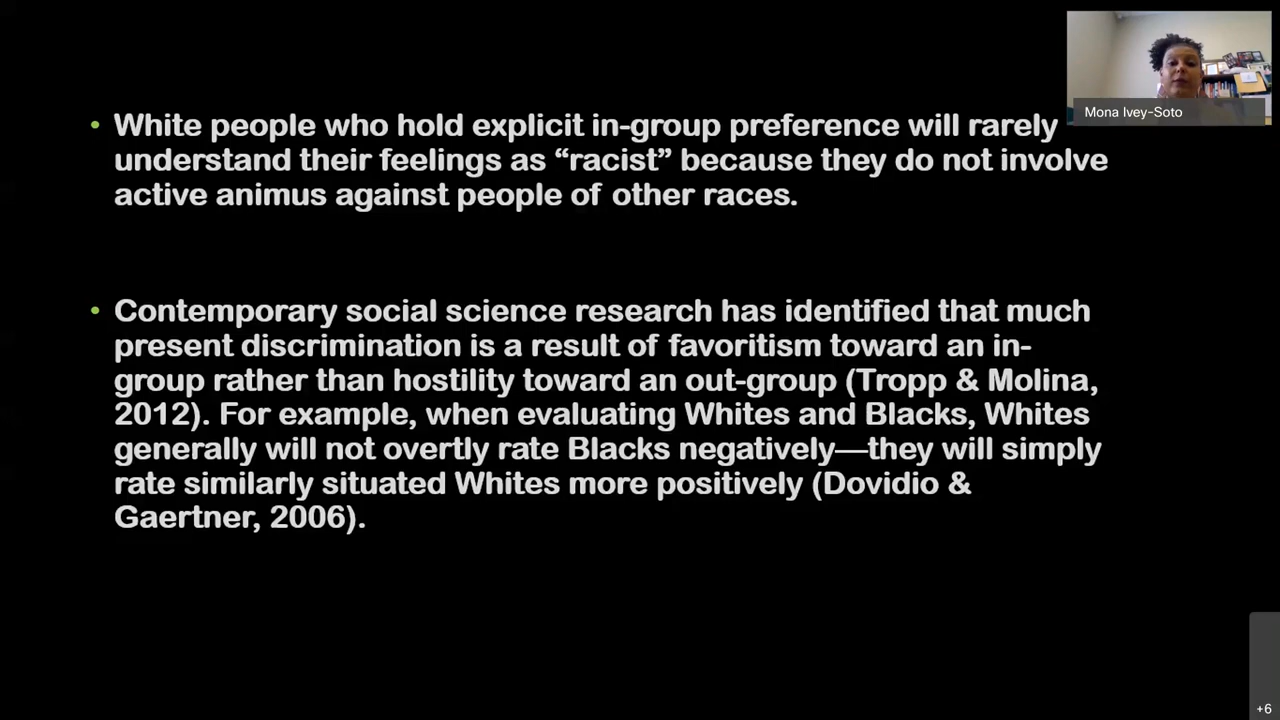 Mona Ivey-Soto
• White people who hold explicit in-group preference will rarely
understand their feelings as “racist” because they do not involve
active animus against people of other races.
• Contemporary social science research has identified that much
present discrimination is a result of favoritism toward an in-
group rather than hostility toward an out-group (Tropp & Molina,
2012). For example, when evaluating Whites and Blacks, Whites
generally will not overtly rate Blacks negatively—they will simply
rate similarly situated Whites more positively (Dovidio &
Gaertner, 2006).
+6